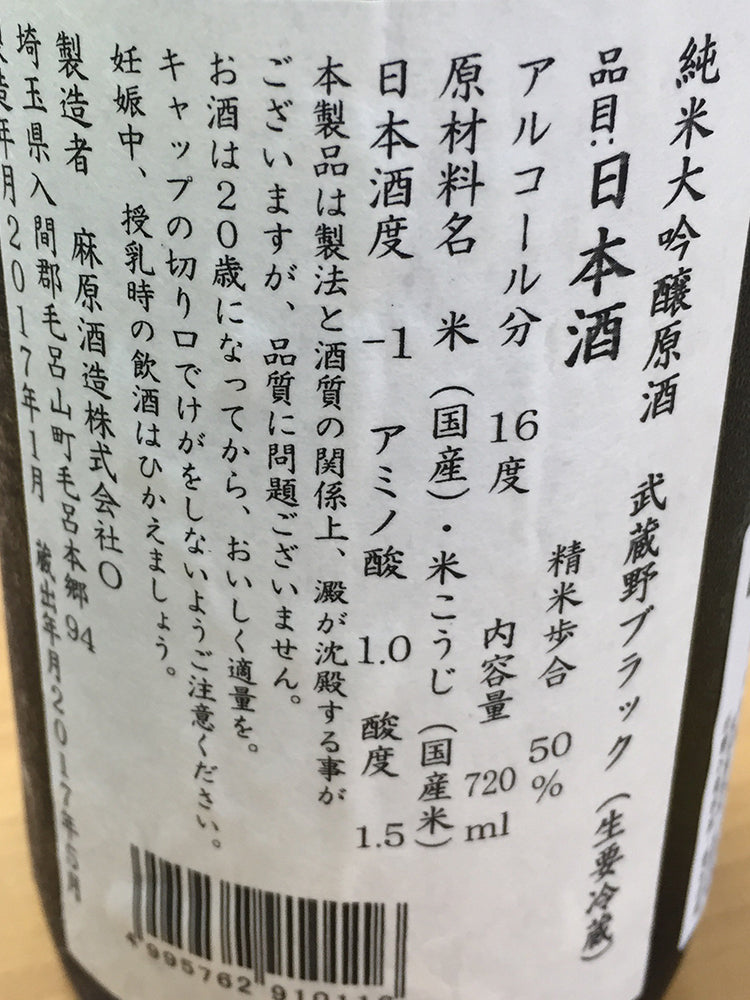 純米大吟醸原酒 武蔵野ブラック（生要冷蔵）
品目:日本酒 精米歩合 50%
アルコール分 16度 内容量 720ml
原材料名 米（国産）・米こうじ（国産米）
日本酒度 -1 アミノ酸 1.0 酸度 1.5
本製品は製法と酒質の関係上、澱が沈殿する事が
ございますが、品質に問題ございません。
お酒は20歳になってから、おいしく適量を。
キャップの切り口でけがをしないようご注意ください。
妊娠中、授乳時の飲酒はひかえましょう。
製造者 麻原酒造株式会社O
埼玉県入間郡毛呂山町毛呂本郷94
製造年月2017年1月 蔵出年月2017年5月
4 995762 910116